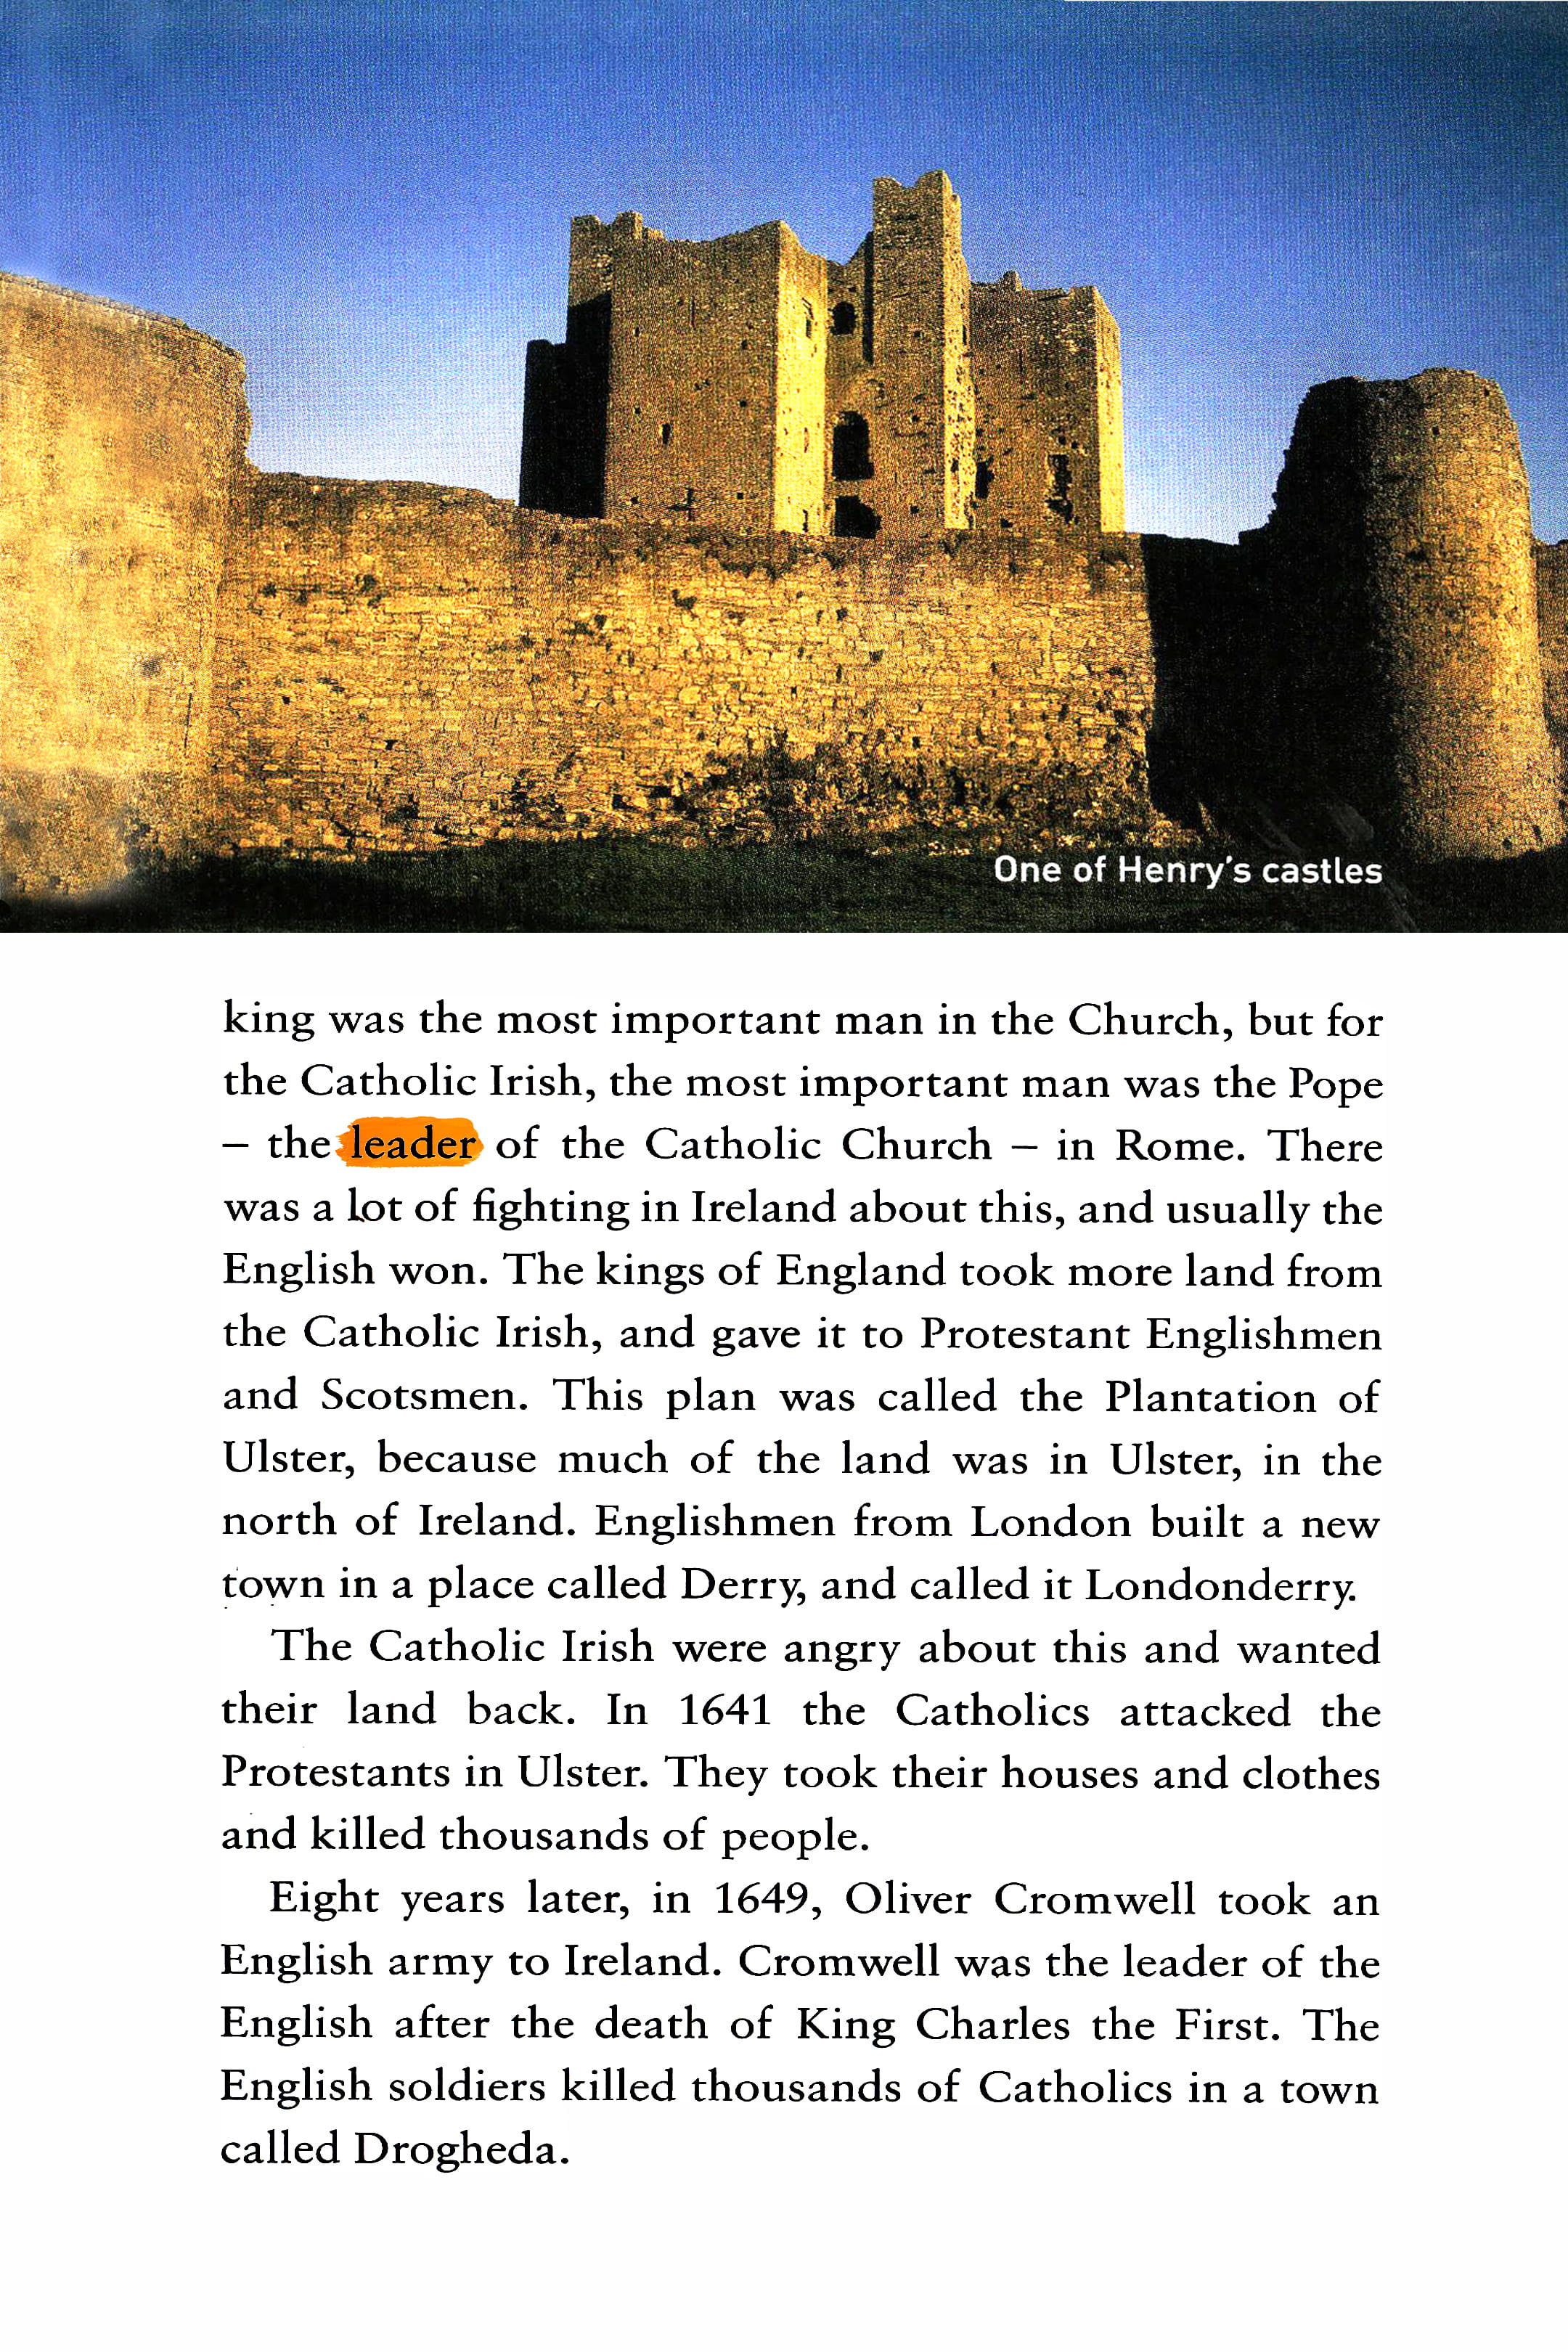 One of Henry's castles
king was the most important man in the Church, but for
the Catholic Irish, the most important man was the Pope
– the leader of the Catholic Church – in Rome. There
was a lot of fighting in Ireland about this, and usually the
English won. The kings of England took more land from
the Catholic Irish, and gave it to Protestant Englishmen
and Scotsmen. This plan was called the Plantation of
Ulster, because much of the land was in Ulster, in the
north of Ireland. Englishmen from London built a new
town in a place called Derry, and called it Londonderry.
The Catholic Irish were angry about this and wanted
their land back. In 1641 the Catholics attacked the
Protestants in Ulster. They took their houses and clothes
and killed thousands of people.
Eight years later, in 1649, Oliver Cromwell took an
English army to Ireland. Cromwell was the leader of the
English after the death of King Charles the First. The
English soldiers killed thousands of Catholics in a town
called Drogheda.